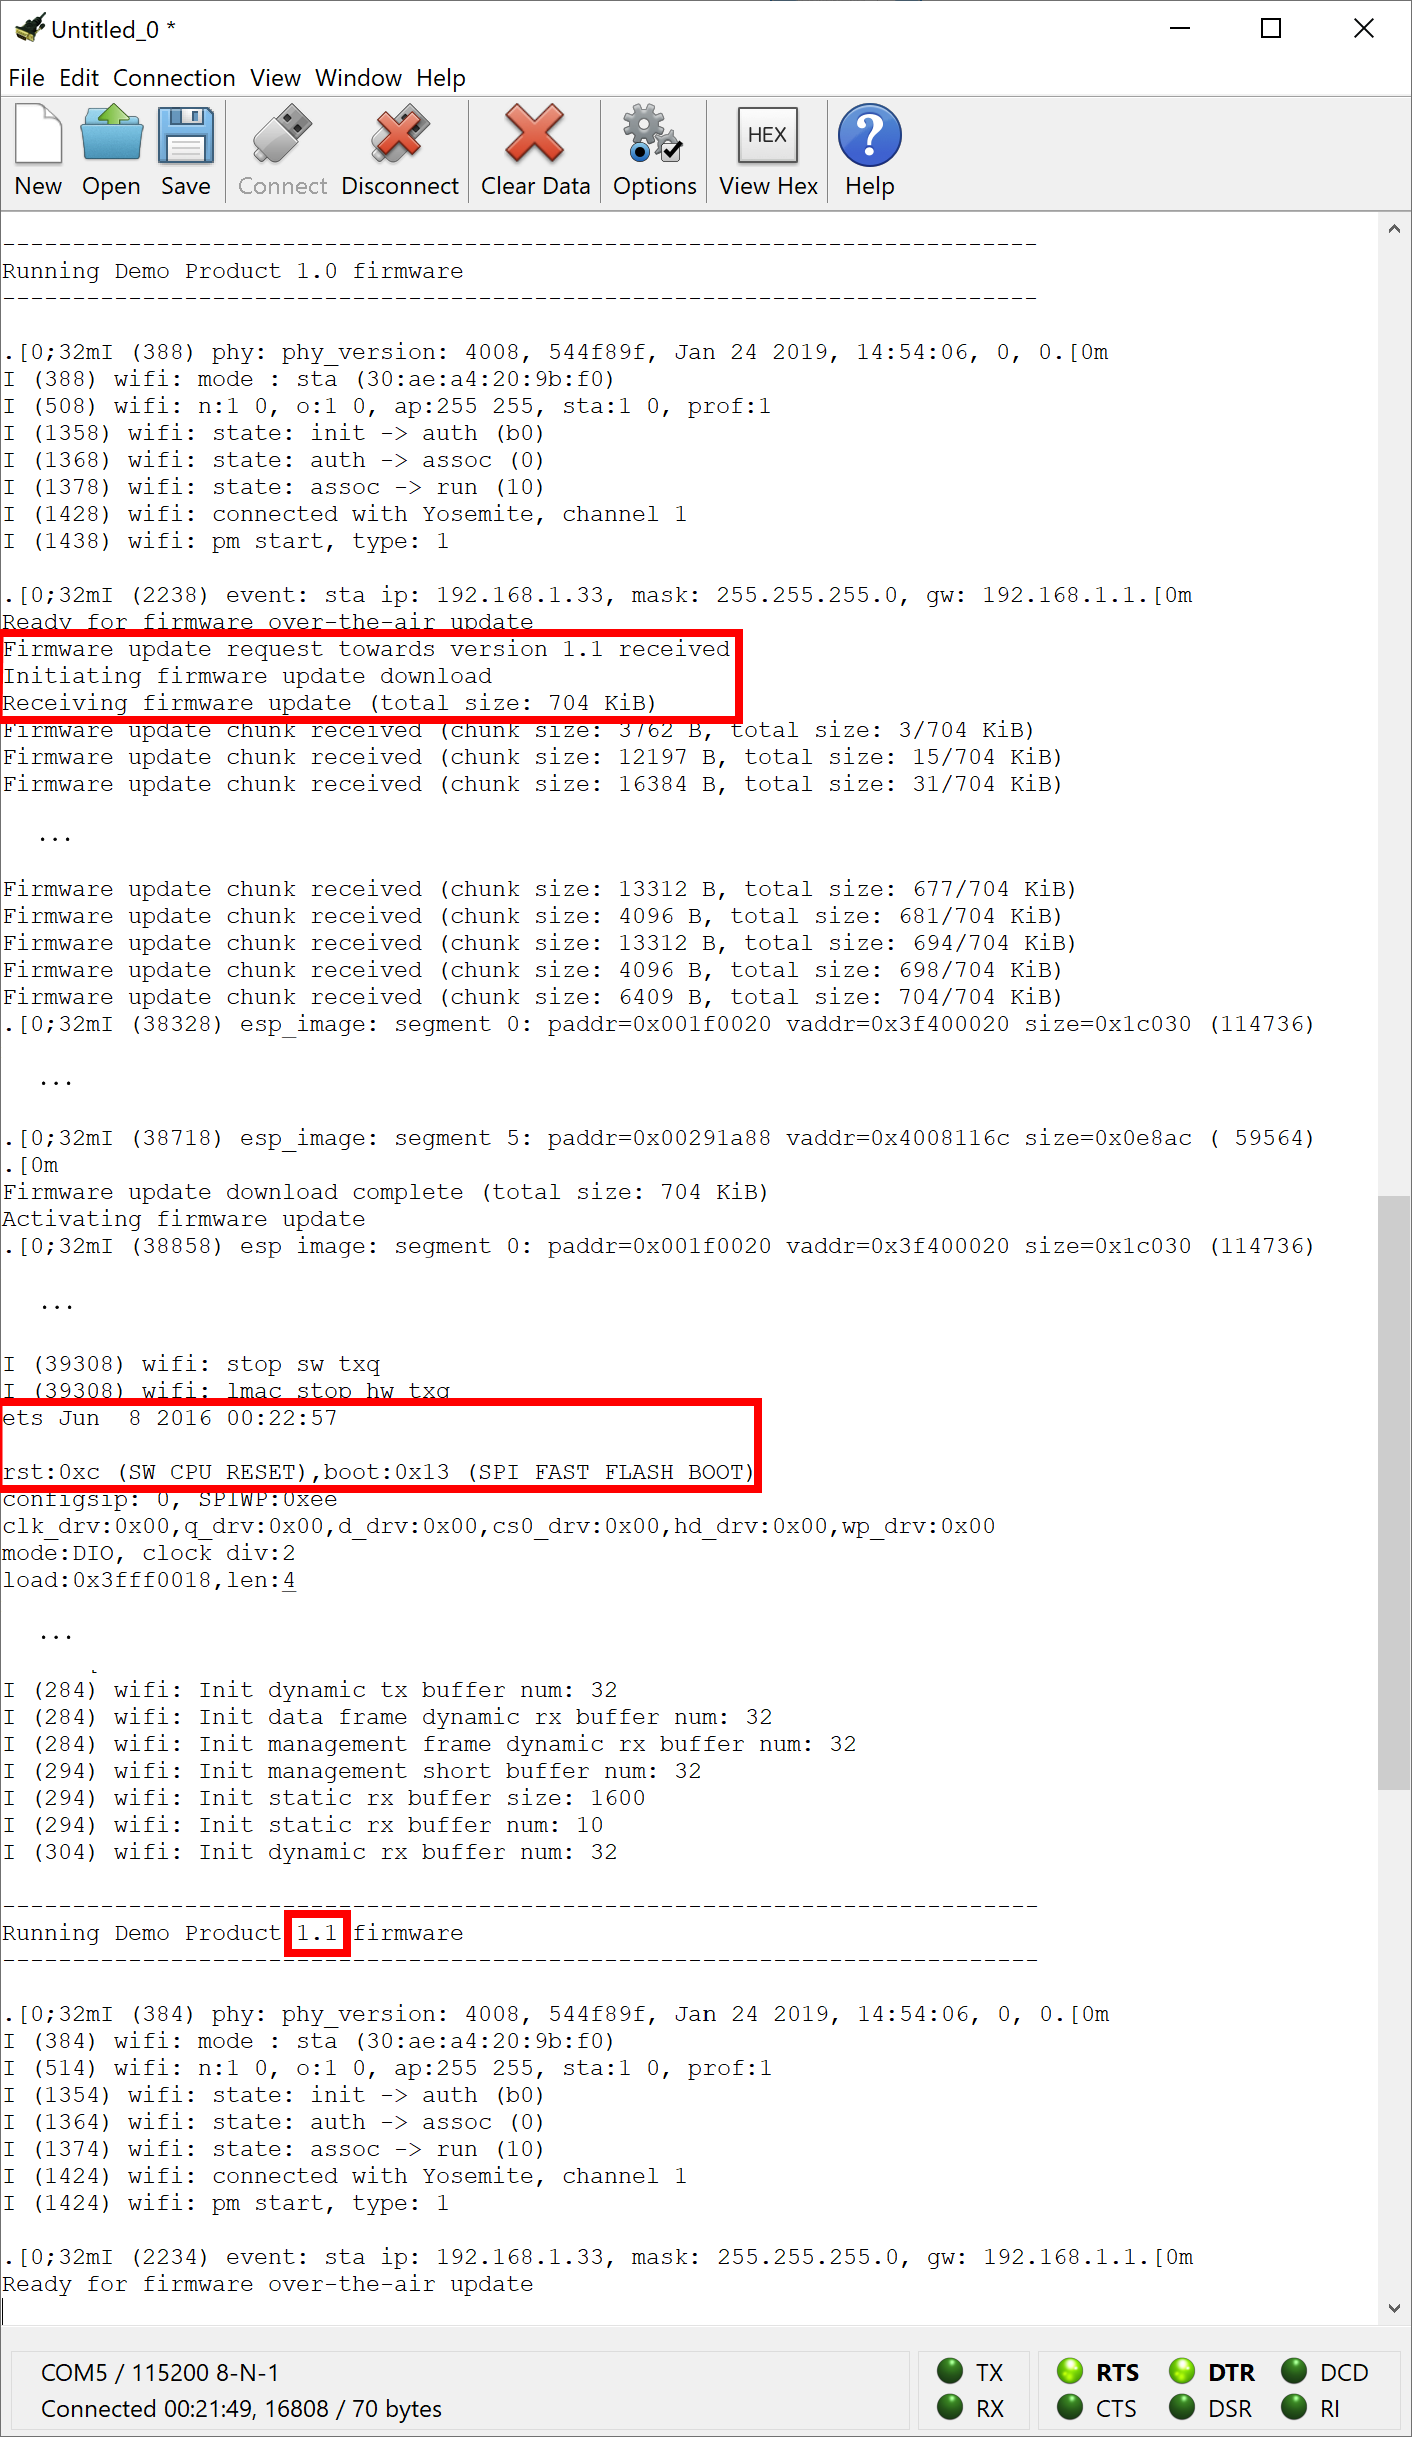 Untitled_0 *
File Edit Connection View Window Help
New Open Save Connect Disconnect Clear Data Options HEX View Hex ? Help
--------------------------------------------------------------------------
Running Demo Product 1.0 firmware
--------------------------------------------------------------------------
.[0;32mI (388) phy: phy_version: 4008, 544f89f, Jan 24 2019, 14:54:06, 0, 0.[0m
I (388) wifi: mode : sta (30:ae:a4:20:9b:f0)
I (508) wifi: n:1 0, o:1 0, ap:255 255, sta:1 0, prof:1
I (1358) wifi: state: init -> auth (b0)
I (1368) wifi: state: auth -> assoc (0)
I (1378) wifi: state: assoc -> run (10)
I (1428) wifi: connected with Yosemite, channel 1
I (1438) wifi: pm start, type: 1
.[0;32mI (2238) event: sta ip: 192.168.1.33, mask: 255.255.255.0, gw: 192.168.1.1.[0m
Ready for firmware over-the-air update
Firmware update request towards version 1.1 received
Initiating firmware update download
Receiving firmware update (total size: 704 KiB)
Firmware update chunk received (chunk size: 3762 B, total size: 3/704 KiB)
Firmware update chunk received (chunk size: 12197 B, total size: 15/704 KiB)
Firmware update chunk received (chunk size: 16384 B, total size: 31/704 KiB)
...
Firmware update chunk received (chunk size: 13312 B, total size: 677/704 KiB)
Firmware update chunk received (chunk size: 4096 B, total size: 681/704 KiB)
Firmware update chunk received (chunk size: 13312 B, total size: 694/704 KiB)
Firmware update chunk received (chunk size: 4096 B, total size: 698/704 KiB)
Firmware update chunk received (chunk size: 6409 B, total size: 704/704 KiB)
.[0;32mI (38328) esp_image: segment 0: paddr=0x001f0020 vaddr=0x3f400020 size=0x1c030 (114736)
...
.[0;32mI (38718) esp_image: segment 5: paddr=0x00291a88 vaddr=0x4008116c size=0x0e8ac ( 59564)
.[0m
Firmware update download complete (total size: 704 KiB)
Activating firmware update
.[0;32mI (38858) esp image: segment 0: paddr=0x001f0020 vaddr=0x3f400020 size=0x1c030 (114736)
...
I (39308) wifi: stop sw txq
I (39308) wifi: lmac stop hw txq
ets Jun  8 2016 00:22:57
rst:0xc (SW CPU RESET),boot:0x13 (SPI FAST FLASH BOOT)
configsip: 0, SPIWP:0xee
clk_drv:0x00,q_drv:0x00,d_drv:0x00,cs0_drv:0x00,hd_drv:0x00,wp_drv:0x00
mode:DIO, clock div:2
load:0x3fff0018,len:4
...
I (284) wifi: Init dynamic tx buffer num: 32
I (284) wifi: Init data frame dynamic rx buffer num: 32
I (284) wifi: Init management frame dynamic rx buffer num: 32
I (294) wifi: Init management short buffer num: 32
I (294) wifi: Init static rx buffer size: 1600
I (294) wifi: Init static rx buffer num: 10
I (304) wifi: Init dynamic rx buffer num: 32
--------------------------------------------------------------------------
Running Demo Product 1.1 firmware
--------------------------------------------------------------------------
.[0;32mI (384) phy: phy_version: 4008, 544f89f, Jan 24 2019, 14:54:06, 0, 0.[0m
I (384) wifi: mode : sta (30:ae:a4:20:9b:f0)
I (514) wifi: n:1 0, o:1 0, ap:255 255, sta:1 0, prof:1
I (1354) wifi: state: init -> auth (b0)
I (1364) wifi: state: auth -> assoc (0)
I (1374) wifi: state: assoc -> run (10)
I (1424) wifi: connected with Yosemite, channel 1
I (1424) wifi: pm start, type: 1
.[0;32mI (2234) event: sta ip: 192.168.1.33, mask: 255.255.255.0, gw: 192.168.1.1.[0m
Ready for firmware over-the-air update
COM5 / 115200 8-N-1 TX RTS DTR DCD
Connected 00:21:49, 16808 / 70 bytes RX CTS DSR RI